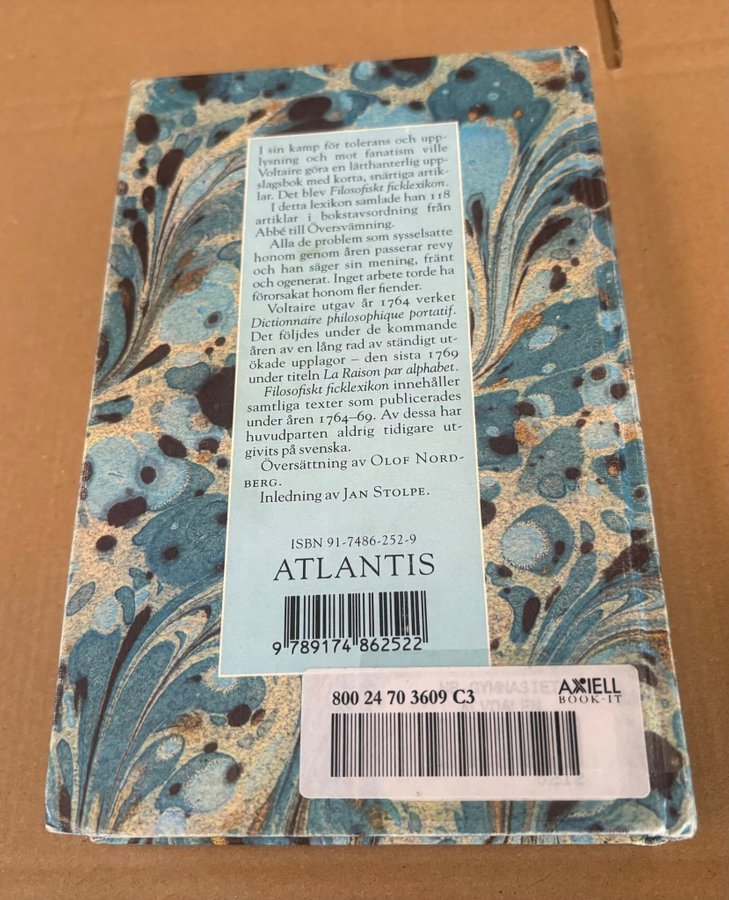 I sin kamp för tolerans och upp-
lysning och mot fanatism ville
Voltaire göra en lätthanterlig upp-
slagsbok med korta, snärtiga artik-
lar. Det blev Filosofiskt ficklexikon.
I detta lexikon samlade han 118
artiklar i bokstavsordning från
Abbé till Översvämning.
Alla de problem som sysselsatte
honom genom åren passerar revy
och han säger sin mening, fränt
och ogenerat. Inget arbete torde ha
förorsakat honom fler fiender.
Voltaire utgav år 1764 verket
Dictionnaire philosophique portatif.
Det följdes under de kommande
åren av en lång rad av ständigt ut-
ökade upplagor – den sista 1769
under titeln La Raison par alphabet.
Filosofiskt ficklexikon innehåller
samtliga texter som publicerades
under åren 1764–69. Av dessa har
huvudparten aldrig tidigare ut-
givits på svenska.
Översättning av OLOF NORD-
BERG.
Inledning av JAN STOLPE.
ISBN 91-7486-252-9
ATLANTIS
9 789174 862522
800 24 70 3609 C3
AXIELL
BOOK-IT
GYMNASIET